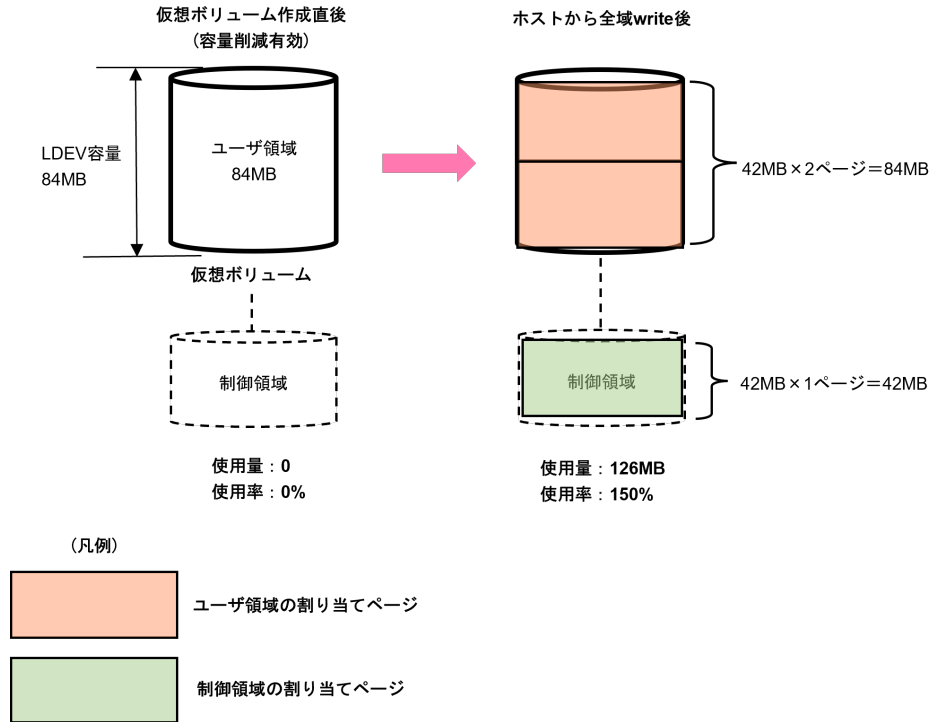 仮想ボリューム作成直後
(容量削減有効)
ホストから全域write後
LDEV容量
84MB
ユーザ領域
84MB
42MB×2ページ＝84MB
仮想ボリューム
制御領域
制御領域
42MB×1ページ＝42MB
使用量：0
使用率：0%
使用量：126MB
使用率：150%
(凡例)
ユーザ領域の割り当てページ
制御領域の割り当てページ